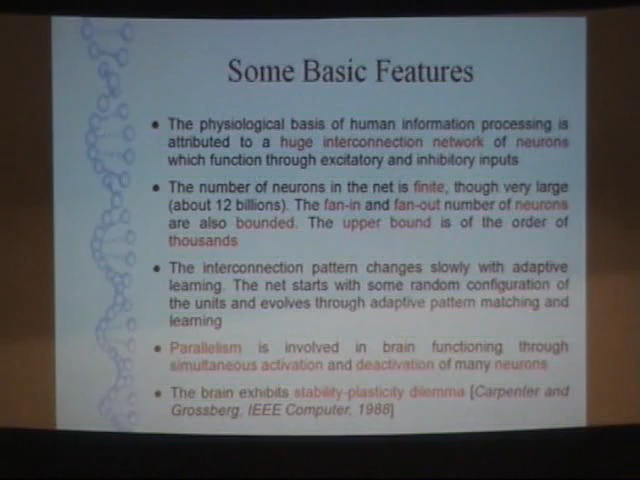 Some Basic Features
• The physiological basis of human information processing is
attributed to a huge interconnection network of neurons
which function through excitatory and inhibitory inputs
• The number of neurons in the net is finite, though very large
(about 12 billions). The fan-in and fan-out number of neurons
are also bounded. The upper bound is of the order of
thousands
• The interconnection pattern changes slowly with adaptive
learning. The net starts with some random configuration of
the units and evolves through adaptive pattern matching and
learning
• Parallelism is involved in brain functioning through
simultaneous activation and deactivation of many neurons
• The brain exhibits stability-plasticity dilemma [Carpenter and
Grossberg, IEEE Computer, 1988]